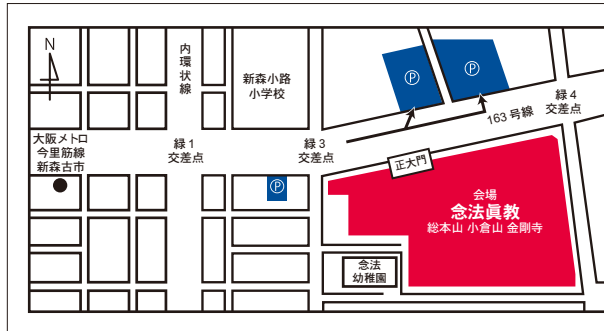 N
内環状線
新森小路
小学校
Ⓟ
Ⓟ
緑4
交差点
163号線
大阪メトロ
今里筋線
新森古市
緑1
交差点
緑3
交差点
正大門
Ⓟ
会場
念法眞教
総本山 小倉山 金剛寺
念法
幼稚園